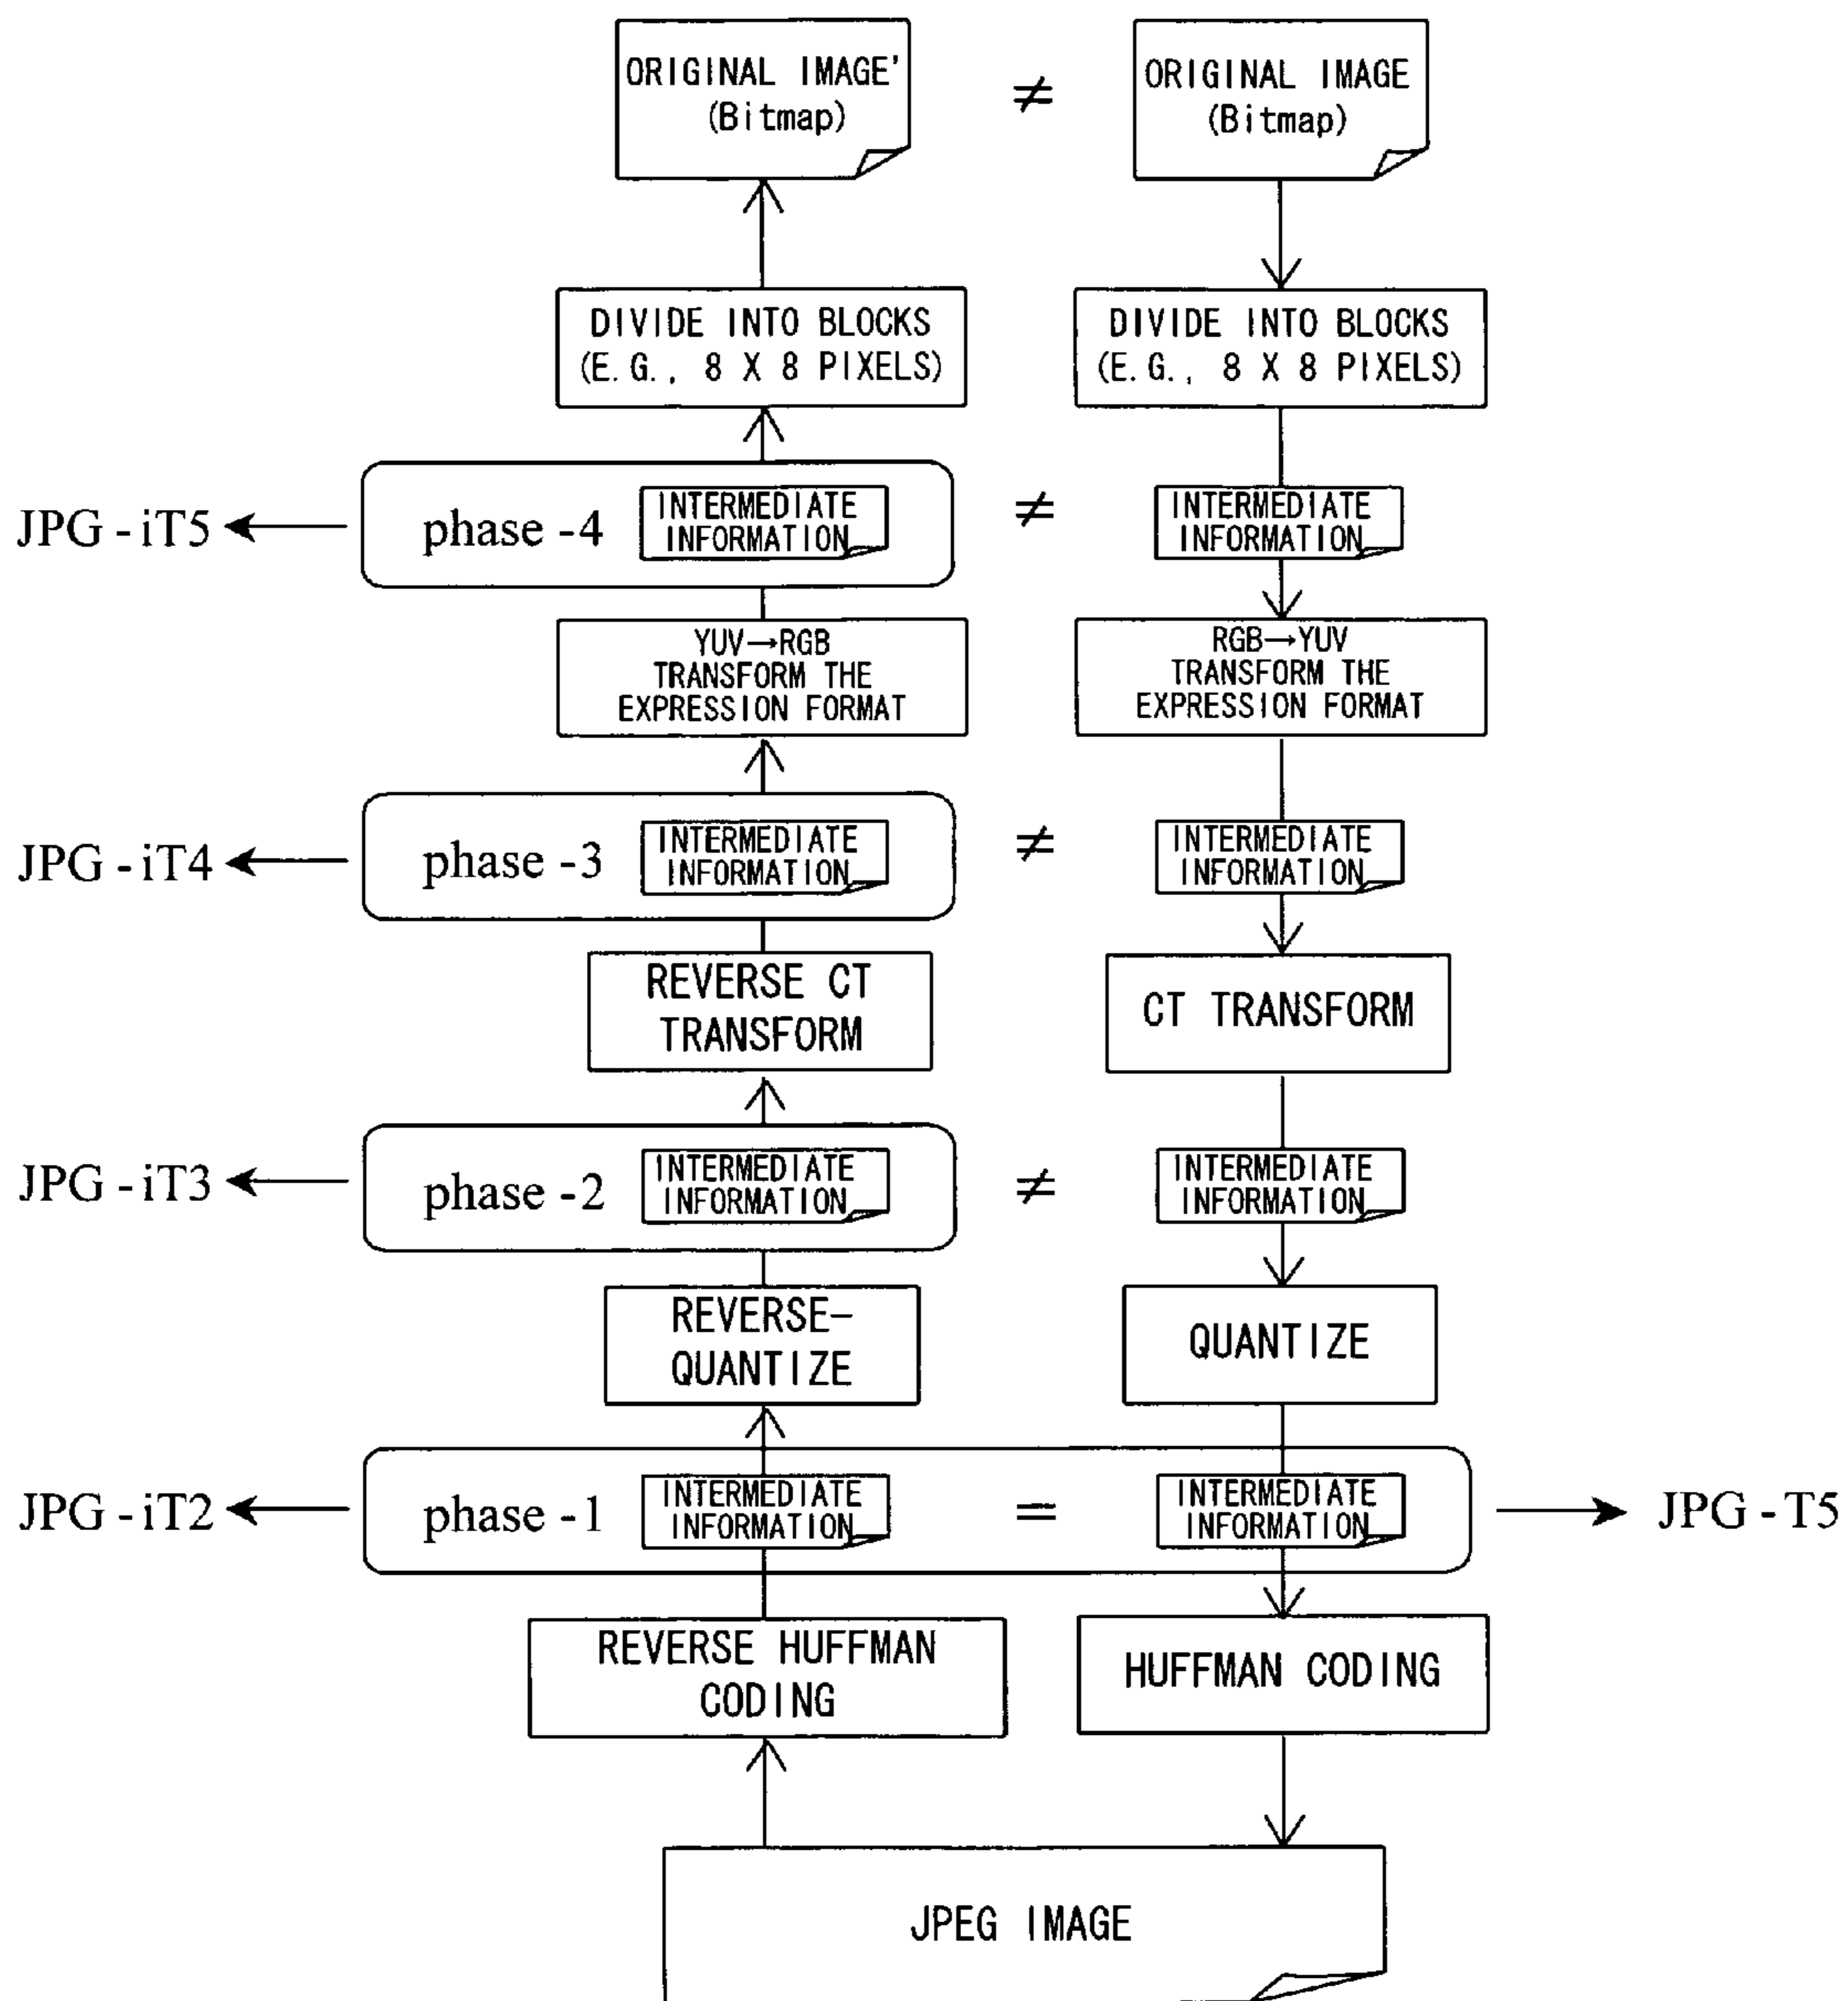 ORIGINAL IMAGE'
(Bitmap)
≠
ORIGINAL IMAGE
(Bitmap)
DIVIDE INTO BLOCKS
(E.G., 8 X 8 PIXELS)
DIVIDE INTO BLOCKS
(E.G., 8 X 8 PIXELS)
JPG - iT5
phase -4
INTERMEDIATE
INFORMATION
≠
INTERMEDIATE
INFORMATION
YUV→RGB
TRANSFORM THE
EXPRESSION FORMAT
RGB→YUV
TRANSFORM THE
EXPRESSION FORMAT
JPG - iT4
phase -3
INTERMEDIATE
INFORMATION
≠
INTERMEDIATE
INFORMATION
REVERSE CT
TRANSFORM
CT TRANSFORM
JPG - iT3
phase -2
INTERMEDIATE
INFORMATION
≠
INTERMEDIATE
INFORMATION
REVERSE-
QUANTIZE
QUANTIZE
JPG - iT2
phase -1
INTERMEDIATE
INFORMATION
=
INTERMEDIATE
INFORMATION
JPG - T5
REVERSE HUFFMAN
CODING
HUFFMAN CODING
JPEG IMAGE